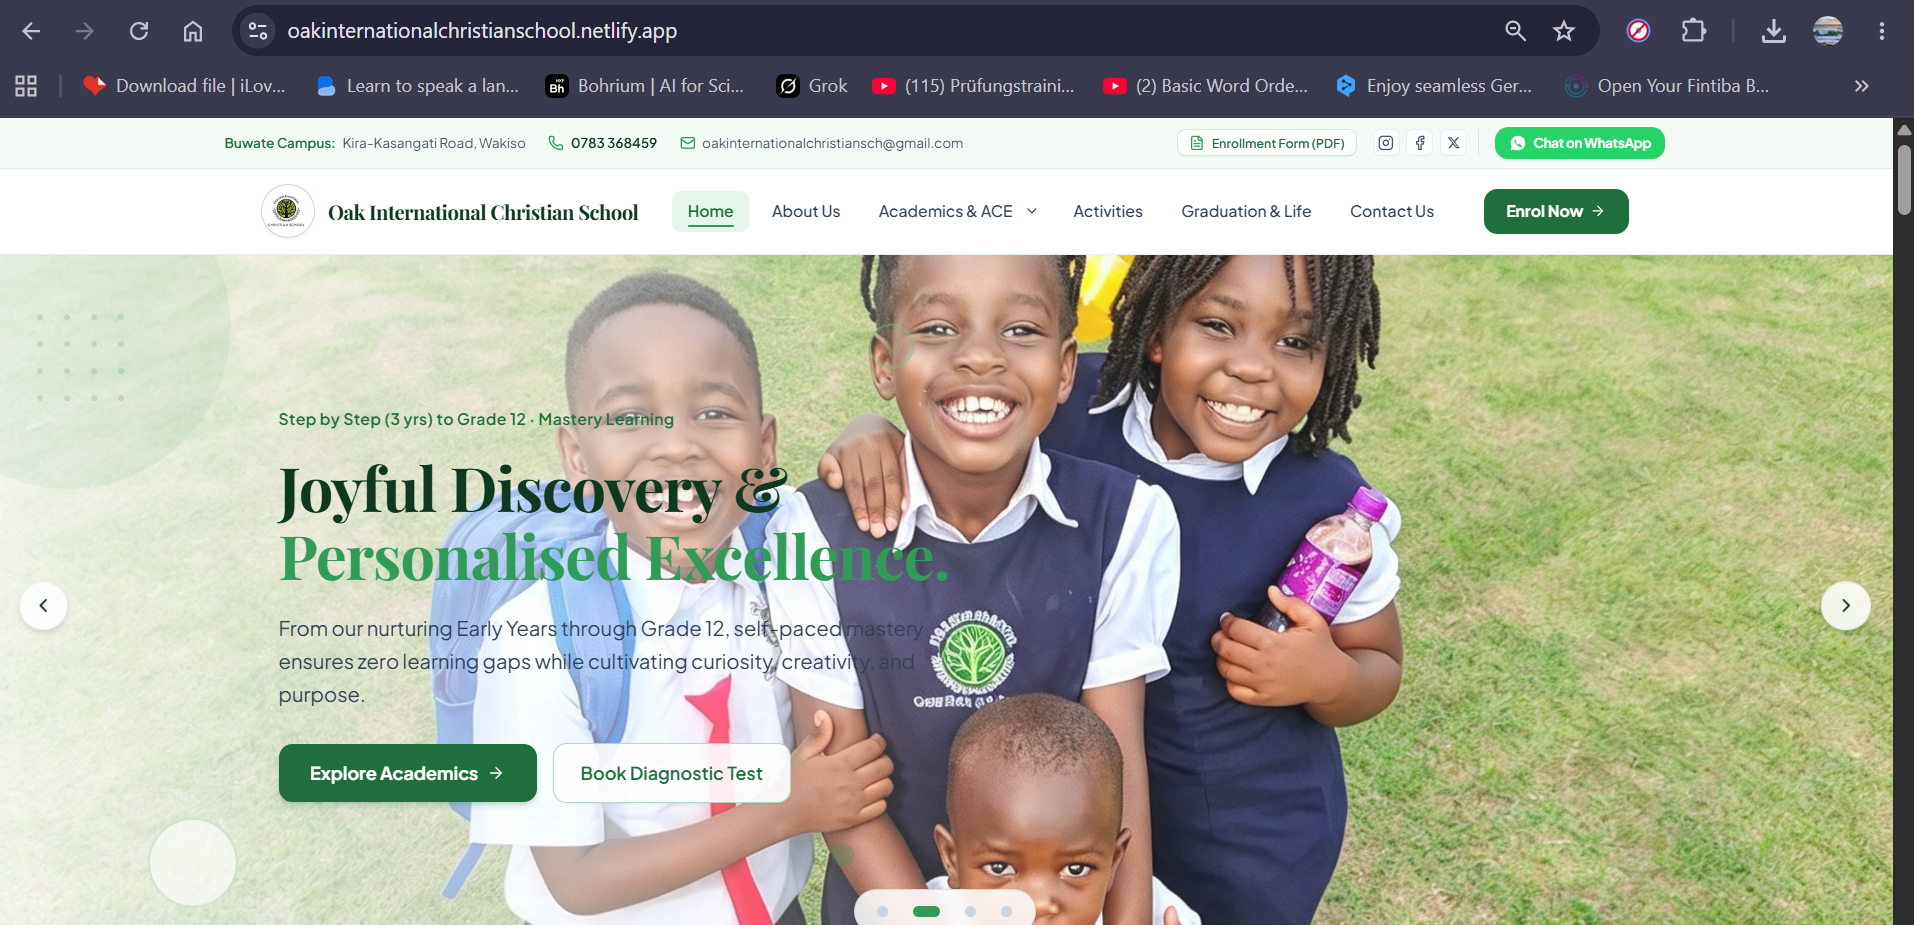 oakinternationalchristianschool.netlify.app
Download file | iLov...
Learn to speak a lan...
Bohrium | AI for Sci...
Grok
(115) Prüfungstraini...
(2) Basic Word Orde...
Enjoy seamless Ger...
Open Your Fintiba B...
Buwate Campus: Kira-Kasangati Road, Wakiso
0783 368459
oakinternationalchristiansch@gmail.com
Enrollment Form (PDF)
Chat on WhatsApp
Oak International Christian School
Home
About Us
Academics & ACE
Activities
Graduation & Life
Contact Us
Enrol Now
Step by Step (3 yrs) to Grade 12 · Mastery Learning
Joyful Discovery &
Personalised Excellence.
From our nurturing Early Years through Grade 12, self-paced mastery
ensures zero learning gaps while cultivating curiosity, creativity, and
purpose.
Explore Academics
Book Diagnostic Test